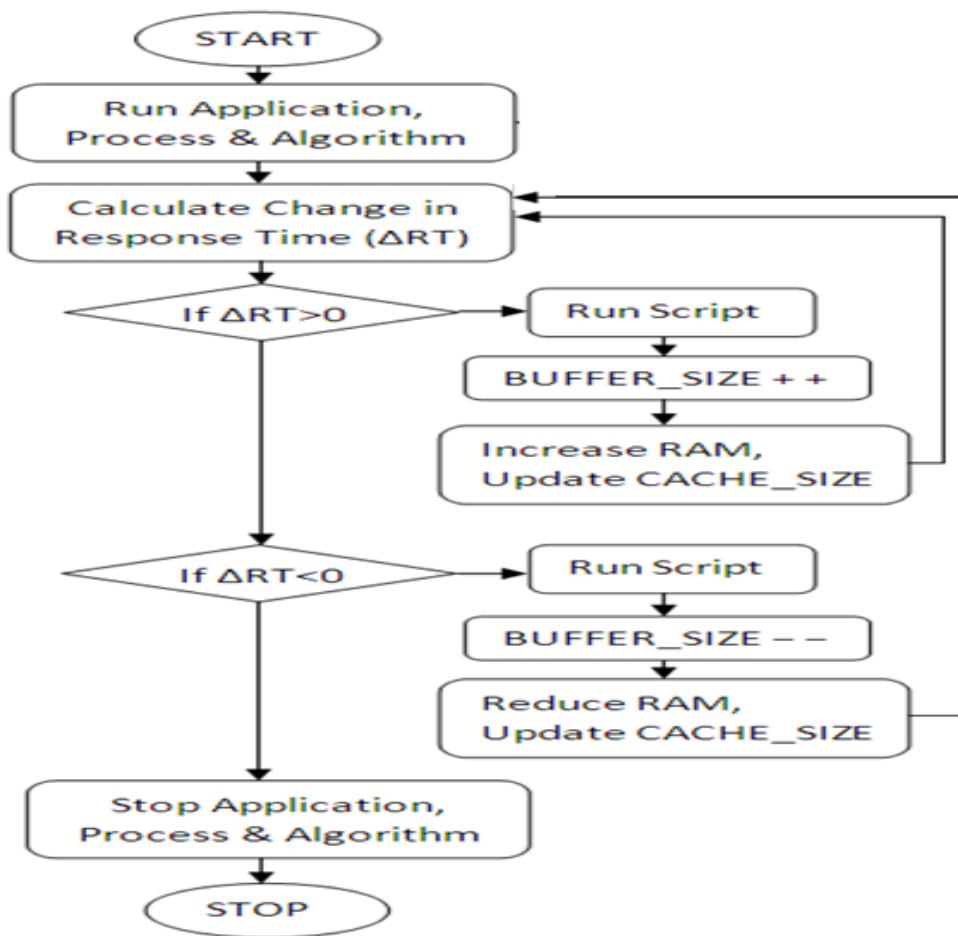 START
Run Application,
Process & Algorithm
Calculate Change in
Response Time (ΔRT)
If ΔRT>0
Run Script
BUFFER_SIZE + +
Increase RAM,
Update CACHE_SIZE
If ΔRT<0
Run Script
BUFFER_SIZE – –
Reduce RAM,
Update CACHE_SIZE
Stop Application,
Process & Algorithm
STOP